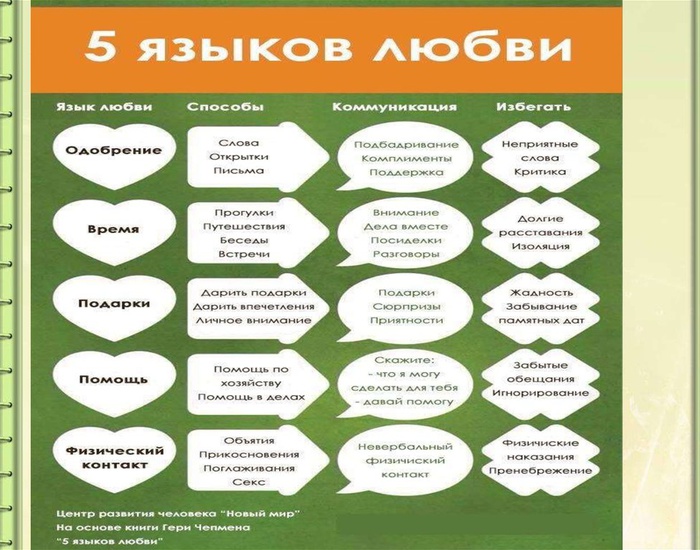 5 языков любви
Язык любви Способы Коммуникация Избегать
Одобрение
Слова
Открытки
Письма
Подбадривание
Комплименты
Поддержка
Неприятные
слова
Критика
Время
Прогулки
Путешествия
Беседы
Встречи
Внимание
Дела вместе
Посиделки
Разговоры
Долгие
расставания
Изоляция
Подарки
Дарить подарки
Дарить впечатления
Личное внимание
Подарки
Сюрпризы
Приятности
Жадность
Забывание
памятных дат
Помощь
Помощь по
хозяйству
Помощь в делах
Скажите:
- что я могу
сделать для тебя
- давай помогу
Забытые
обещания
Игнорирование
Физический
контакт
Объятия
Прикосновения
Поглаживания
Секс
Невербальный
физичиский
контакт
Физичиские
наказания
Пренебрежение
Центр развития человека “Новый мир”
На основе книги Гери Чепмена
“5 языков любви”